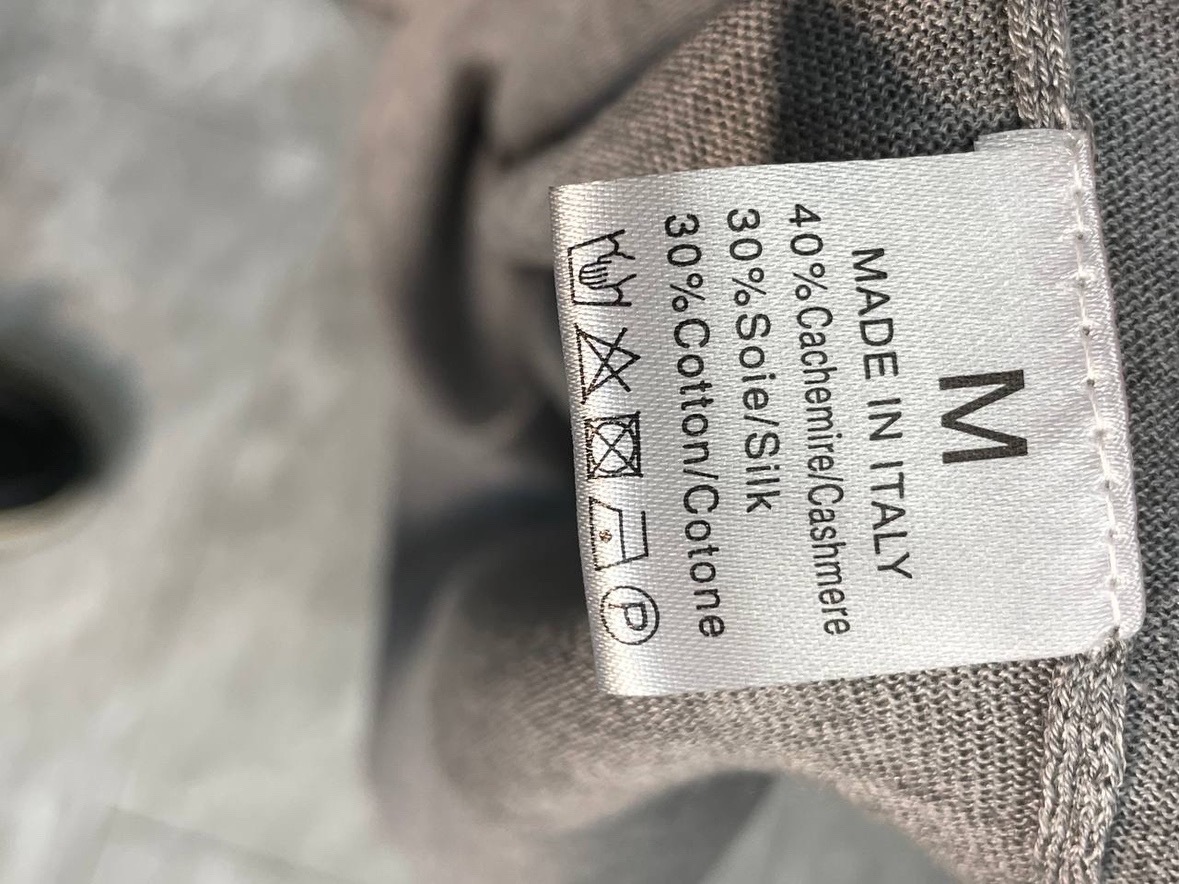 M
MADE IN ITALY
40%Cachemire/Cashmere
30%Soie/Silk
30%Cotton/Cotone
P